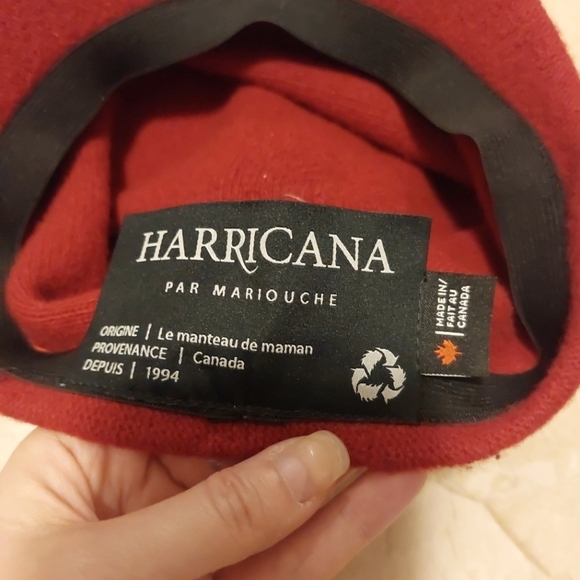 HARRICANA
PAR MARIOUCHE
ORIGINE | Le manteau de maman
PROVENANCE | Canada
DEPUIS | 1994
MADE IN/
FAIT AU
CANADA